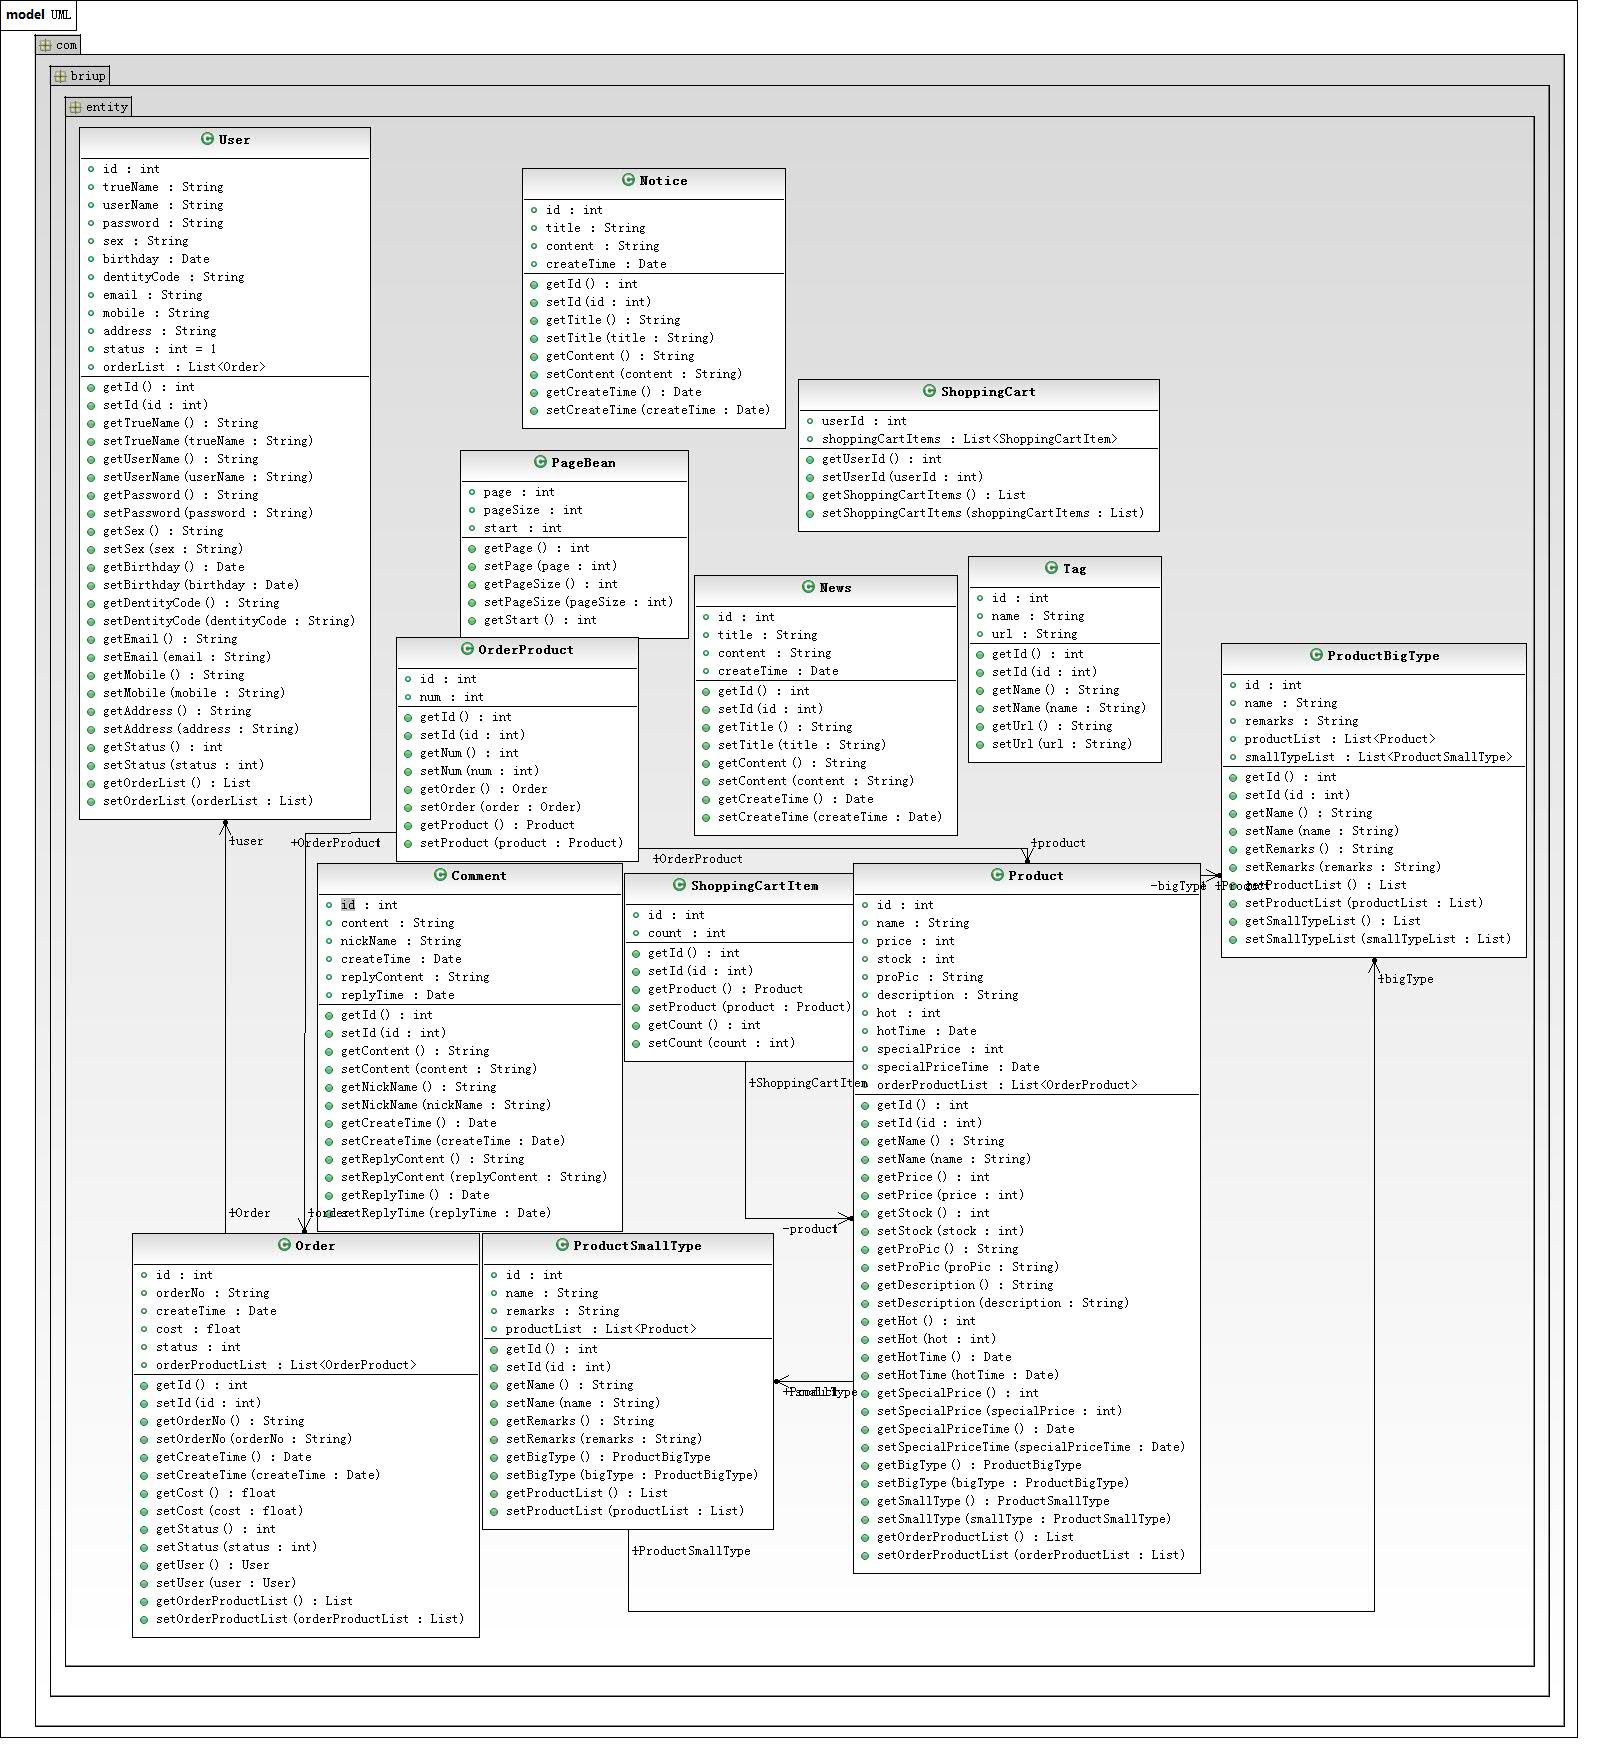 model UML
com
briup
entity
User
id : int
trueName : String
userName : String
password : String
sex : String
birthday : Date
dentityCode : String
email : String
mobile : String
address : String
status : int = 1
orderList : List<Order>
getId() : int
setId(id : int)
getTrueName() : String
setTrueName(trueName : String)
getUserName() : String
setUserName(userName : String)
getPassword() : String
setPassword(password : String)
getSex() : String
setSex(sex : String)
getBirthday() : Date
setBirthday(birthday : Date)
getDentityCode() : String
setDentityCode(dentityCode : String)
getEmail() : String
setEmail(email : String)
getMobile() : String
setMobile(mobile : String)
getAddress() : String
setAddress(address : String)
getStatus() : int
setStatus(status : int)
getOrderList() : List
setOrderList(orderList : List)
Notice
id : int
title : String
content : String
createTime : Date
getId() : int
setId(id : int)
getTitle() : String
setTitle(title : String)
getContent() : String
setContent(content : String)
getCreateTime() : Date
setCreateTime(createTime : Date)
ShoppingCart
userId : int
shoppingCartItems : List<ShoppingCartItem>
getUserId() : int
setUserId(userId : int)
getShoppingCartItems() : List
setShoppingCartItems(shoppingCartItems : List)
PageBean
page : int
pageSize : int
start : int
getPage() : int
setPage(page : int)
getPageSize() : int
setPageSize(pageSize : int)
getStart() : int
News
id : int
title : String
content : String
createTime : Date
getId() : int
setId(id : int)
getTitle() : String
setTitle(title : String)
getContent() : String
setContent(content : String)
getCreateTime() : Date
setCreateTime(createTime : Date)
Tag
id : int
name : String
url : String
getId() : int
setId(id : int)
getName() : String
setName(name : String)
getUrl() : String
setUrl(url : String)
OrderProduct
id : int
num : int
getId() : int
setId(id : int)
getNum() : int
setNum(num : int)
getOrder() : Order
setOrder(order : Order)
getProduct() : Product
setProduct(product : Product)
ProductBigType
id : int
name : String
remarks : String
productList : List<Product>
smallTypeList : List<ProductSmallType>
getId() : int
setId(id : int)
getName() : String
setName(name : String)
getRemarks() : String
setRemarks(remarks : String)
getProductList() : List
setProductList(productList : List)
getSmallTypeList() : List
setSmallTypeList(smallTypeList : List)
+user
+OrderProduct
+OrderProduct
+product
-bigType
+Product
+bigType
Comment
id : int
content : String
nickName : String
createTime : Date
replyContent : String
replyTime : Date
getId() : int
setId(id : int)
getContent() : String
setContent(content : String)
getNickName() : String
setNickName(nickName : String)
getCreateTime() : Date
setCreateTime(createTime : Date)
getReplyContent() : String
setReplyContent(replyContent : String)
getReplyTime() : Date
setReplyTime(replyTime : Date)
ShoppingCartItem
id : int
count : int
getId() : int
setId(id : int)
getProduct() : Product
setProduct(product : Product)
getCount() : int
setCount(count : int)
+ShoppingCartItem
-product
Product
id : int
name : String
price : int
stock : int
proPic : String
description : String
hot : int
hotTime : Date
specialPrice : int
specialPriceTime : Date
orderProductList : List<OrderProduct>
getId() : int
setId(id : int)
getName() : String
setName(name : String)
getPrice() : int
setPrice(price : int)
getStock() : int
setStock(stock : int)
getProPic() : String
setProPic(proPic : String)
getDescription() : String
setDescription(description : String)
getHot() : int
setHot(hot : int)
getHotTime() : Date
setHotTime(hotTime : Date)
getSpecialPrice() : int
setSpecialPrice(specialPrice : int)
getSpecialPriceTime() : Date
setSpecialPriceTime(specialPriceTime : Date)
getBigType() : ProductBigType
setBigType(bigType : ProductBigType)
getSmallType() : ProductSmallType
setSmallType(smallType : ProductSmallType)
getOrderProductList() : List
setOrderProductList(orderProductList : List)
+Order
+order
Order
id : int
orderNo : String
createTime : Date
cost : float
status : int
orderProductList : List<OrderProduct>
getId() : int
setId(id : int)
getOrderNo() : String
setOrderNo(orderNo : String)
getCreateTime() : Date
setCreateTime(createTime : Date)
getCost() : float
setCost(cost : float)
getStatus() : int
setStatus(status : int)
getUser() : User
setUser(user : User)
getOrderProductList() : List
setOrderProductList(orderProductList : List)
ProductSmallType
id : int
name : String
remarks : String
productList : List<Product>
getId() : int
setId(id : int)
getName() : String
setName(name : String)
getRemarks() : String
setRemarks(remarks : String)
getBigType() : ProductBigType
setBigType(bigType : ProductBigType)
getProductList() : List
setProductList(productList : List)
+ProductSmallType